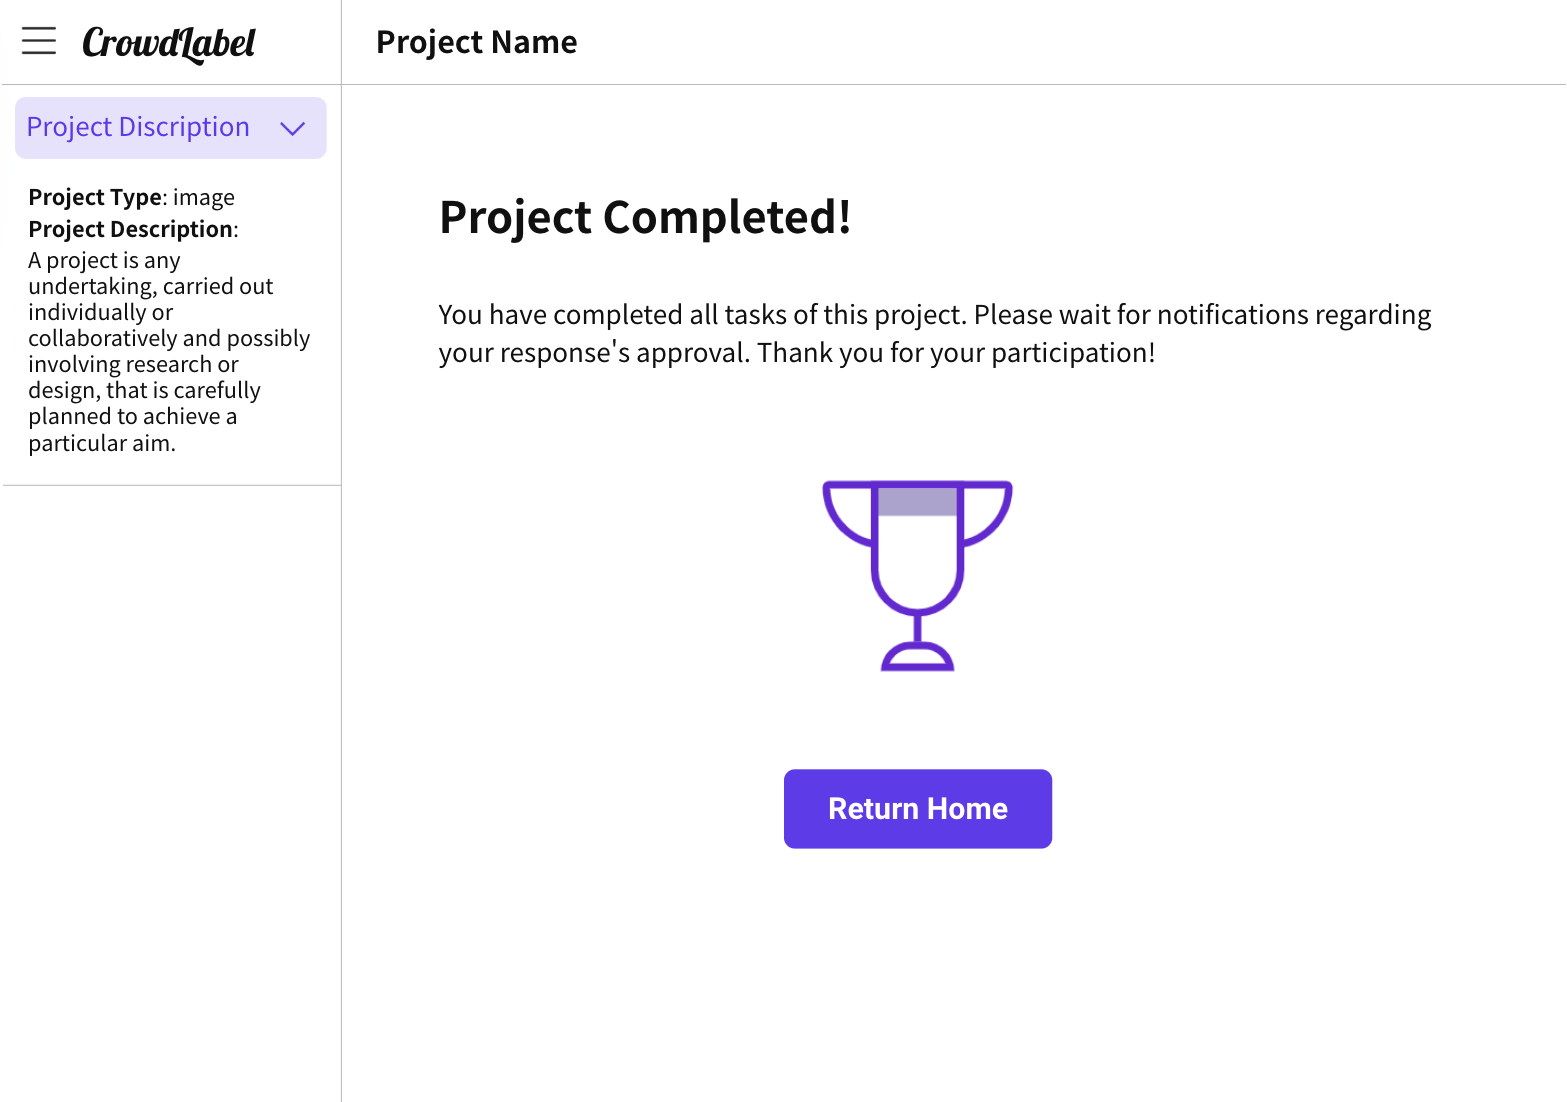 CrowdLabel
Project Name
Project Discription
Project Type: image
Project Description:
A project is any
undertaking, carried out
individually or
collaboratively and possibly
involving research or
design, that is carefully
planned to achieve a
particular aim.
Project Completed!
You have completed all tasks of this project. Please wait for notifications regarding
your response's approval. Thank you for your participation!
Return Home